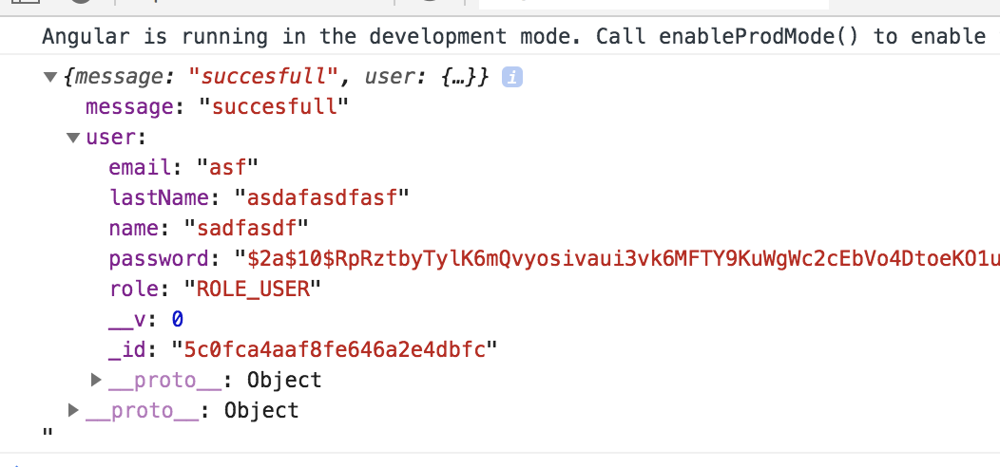 Angular is running in the development mode. Call enableProdMode() to enable
▼{message: "succesfull", user: {…}} i
message: "succesfull"
▼user:
email: "asf"
lastName: "asdafasdfasf"
name: "sadfasdf"
password: "$2a$10$RpRztbyTylK6mQvyosivaui3vk6MFTY9KuWgWc2cEbVo4DtoeKO1u
role: "ROLE_USER"
__v: 0
_id: "5c0fca4aaf8fe646a2e4dbfc"
▶__proto__: Object
▶__proto__: Object
"